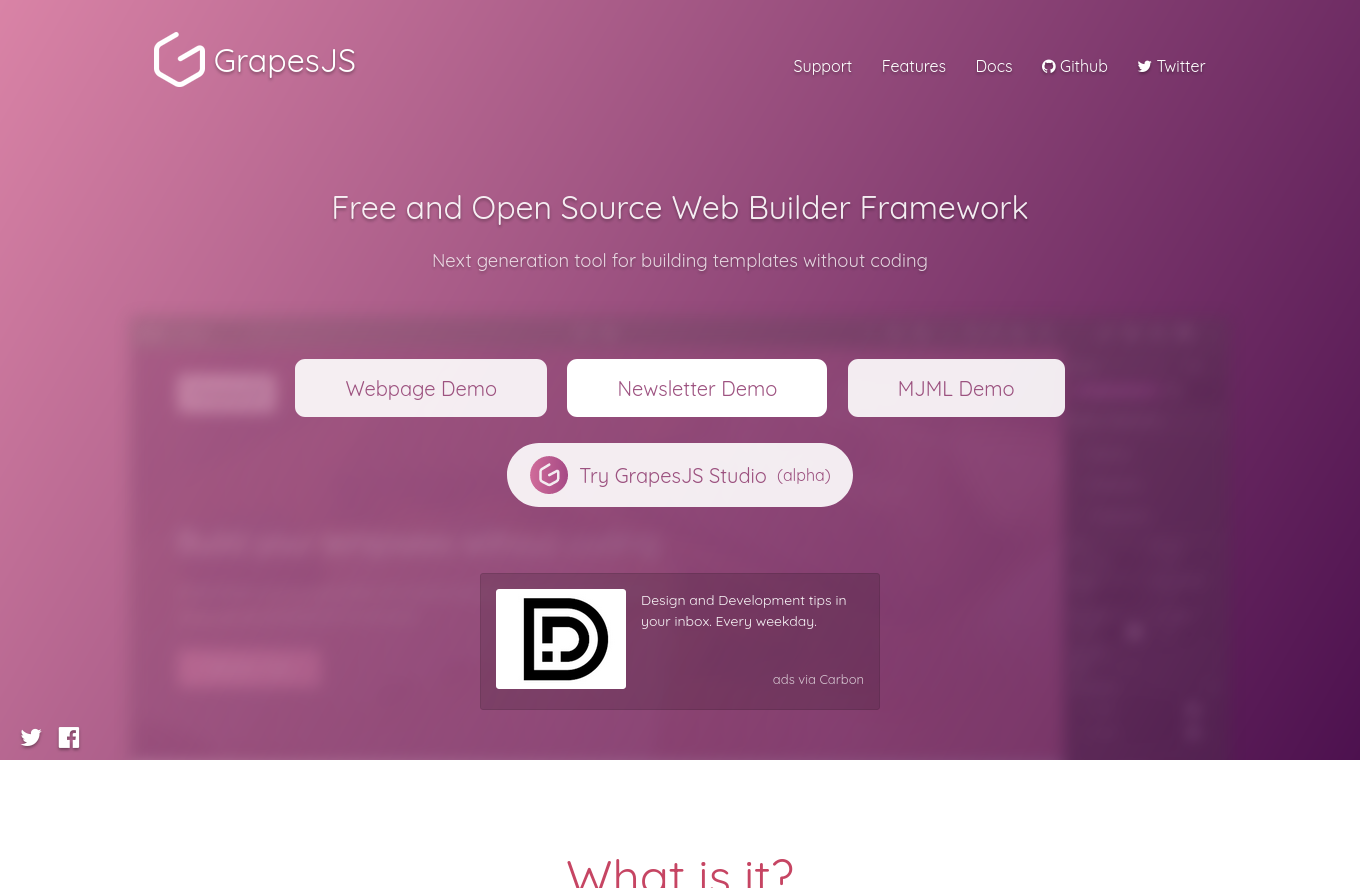 GrapesJS
Support Features Docs Github Twitter
Free and Open Source Web Builder Framework
Next generation tool for building templates without coding
Webpage Demo Newsletter Demo MJML Demo
Try GrapesJS Studio (alpha)
Design and Development tips in
your inbox. Every weekday.
ads via Carbon
What is it?